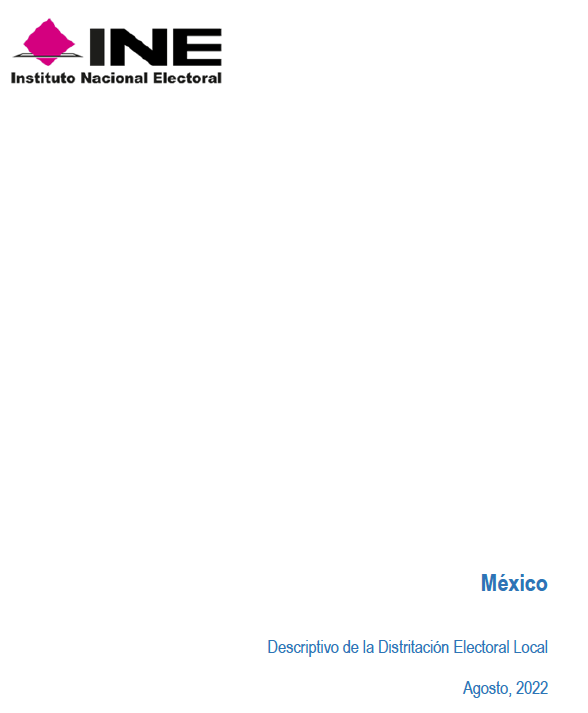 INE
Instituto Nacional Electoral
México
Descriptivo de la Distritación Electoral Local
Agosto, 2022